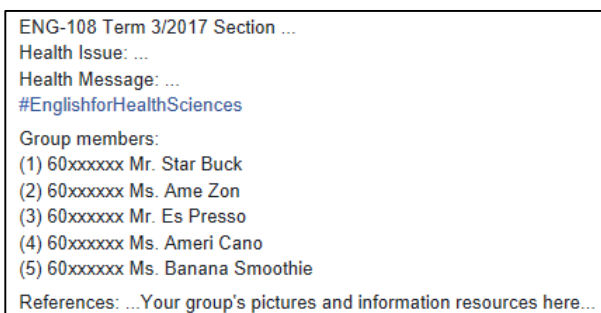 ENG-108 Term 3/2017 Section ...
Health Issue: ...
Health Message: ...
#EnglishforHealthSciences
Group members:
(1) 60xxxxxx Mr. Star Buck
(2) 60xxxxxx Ms. Ame Zon
(3) 60xxxxxx Mr. Es Presso
(4) 60xxxxxx Ms. Ameri Cano
(5) 60xxxxxx Ms. Banana Smoothie
References: ...Your group's pictures and information resources here...